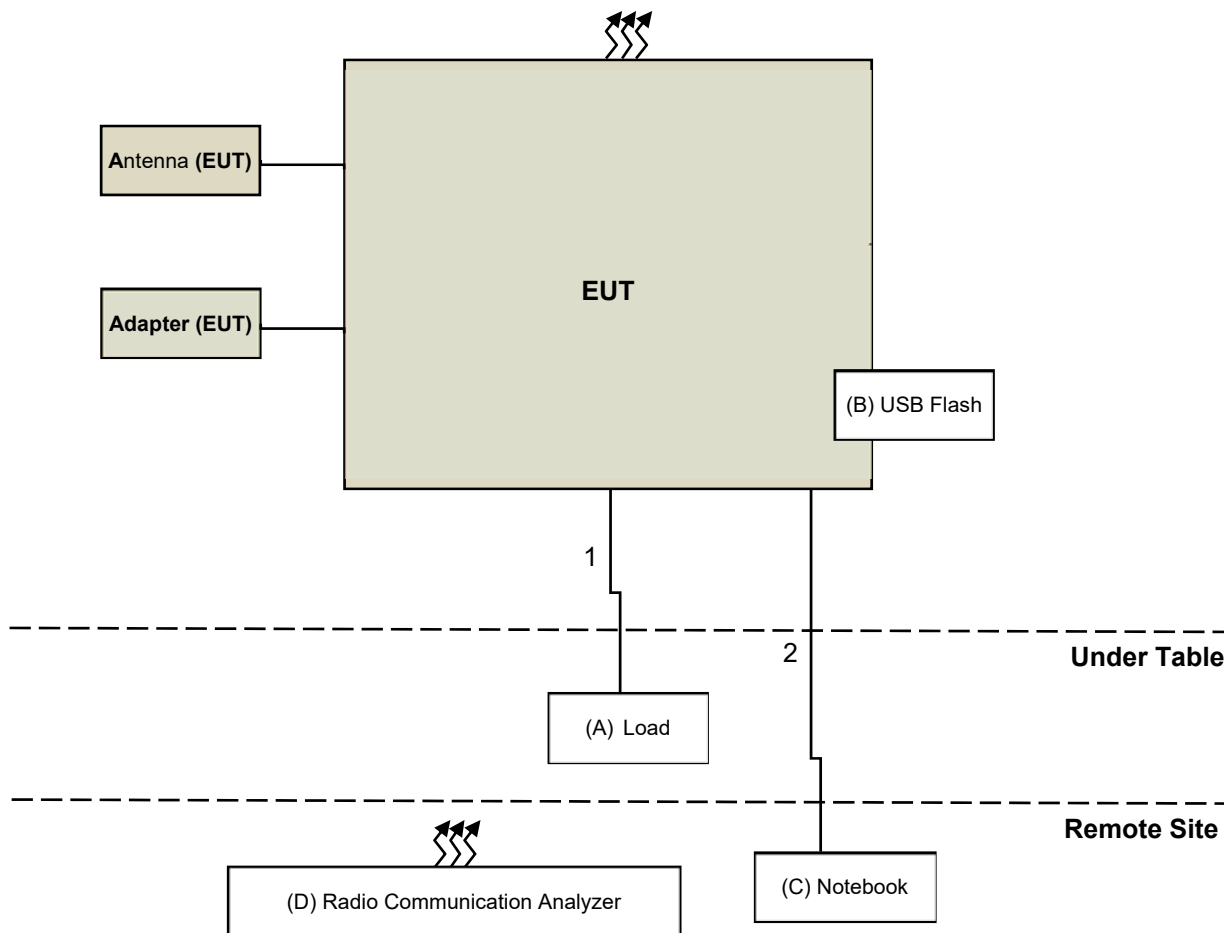 Antenna (EUT)
Adapter (EUT)
EUT
(B) USB Flash
1
2
Under Table
(A) Load
Remote Site
(D) Radio Communication Analyzer
(C) Notebook